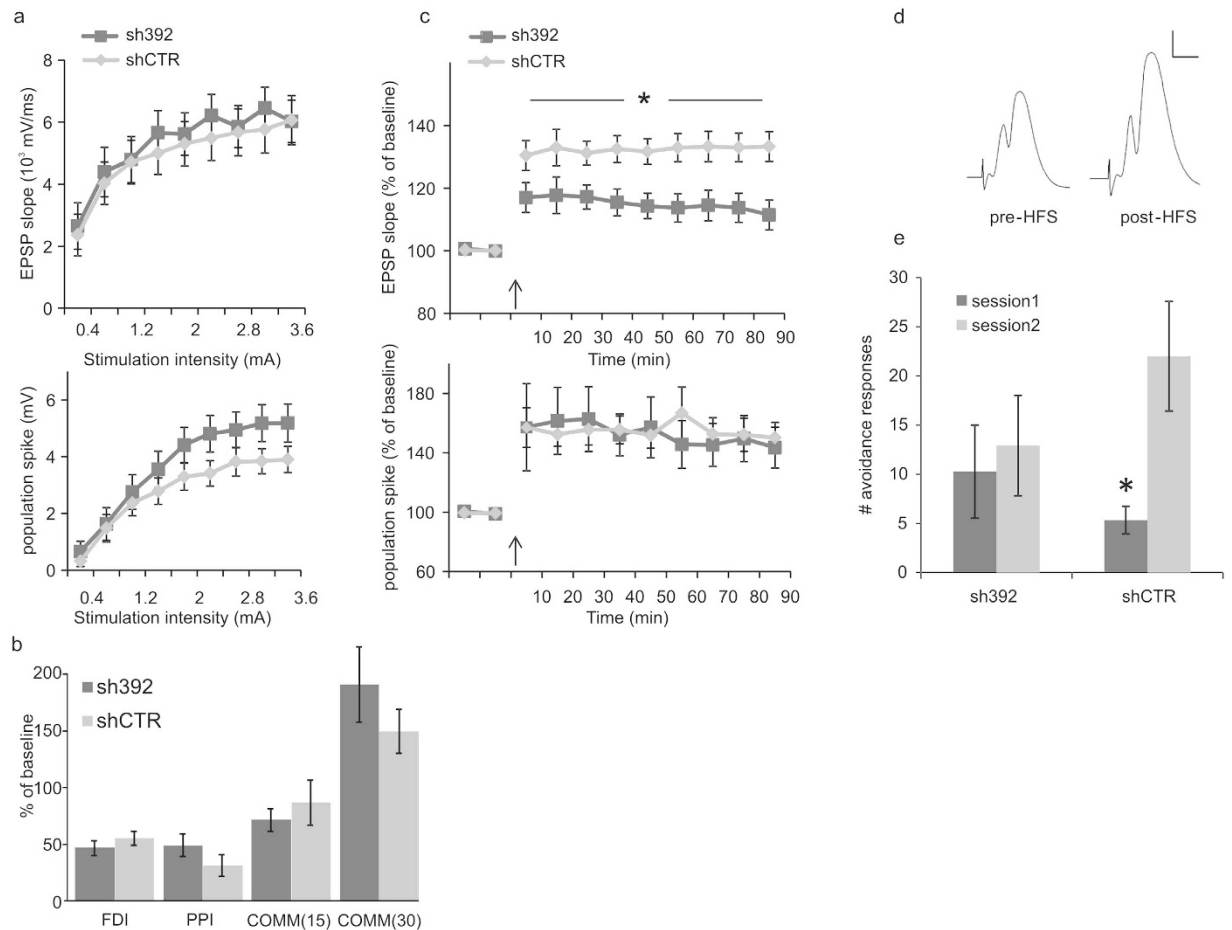 a
sh392
shCTR
8
6
4
2
0
EPSP slope (10³ mV/ms)
0.4 1.2 2 2.8 3.6
Stimulation intensity (mA)
6
4
2
0
population spike (mV)
0.4 1.2 2 2.8 3.6
Stimulation intensity (mA)
b
sh392
shCTR
200
150
100
50
0
% of baseline
FDI PPI COMM(15) COMM(30)
c
sh392
shCTR
*
140
120
100
80
EPSP slope (% of baseline)
10 20 30 40 50 60 70 80 90
Time (min)
180
140
100
60
population spike (% of baseline)
10 20 30 40 50 60 70 80 90
Time (min)
d
pre-HFS post-HFS
e
30
25
20
15
10
5
0
# avoidance responses
session1
session2
*
sh392 shCTR